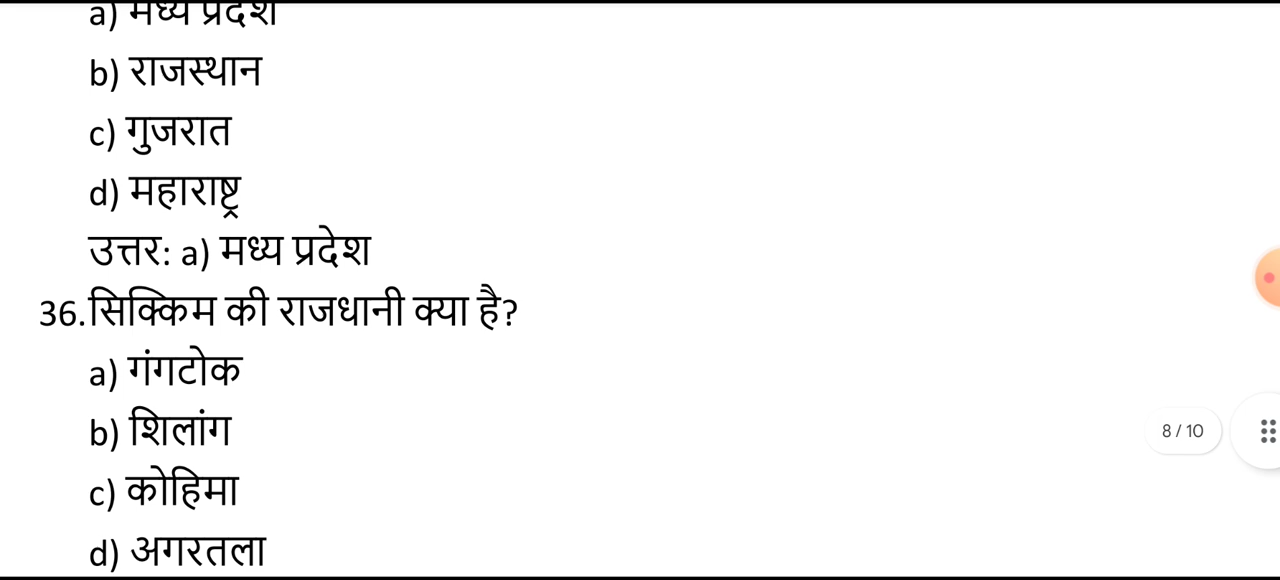 a) मध्य प्रदेश
b) राजस्थान
c) गुजरात
d) महाराष्ट्र
उत्तर: a) मध्य प्रदेश
36.सिक्किम की राजधानी क्या है?
a) गंगटोक
b) शिलांग
8 / 10
c) कोहिमा
d) अगरतला